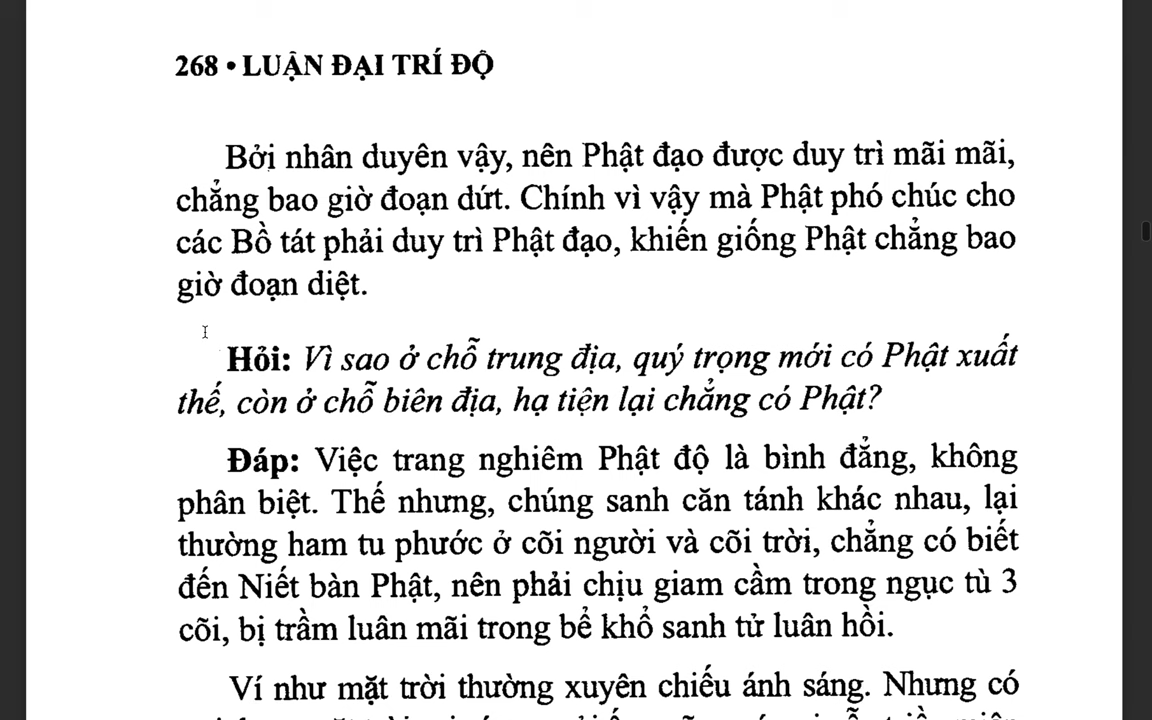 268 • LUẬN ĐẠI TRÍ ĐỘ
Bởi nhân duyên vậy, nên Phật đạo được duy trì mãi mãi,
chẳng bao giờ đoạn dứt. Chính vì vậy mà Phật phó chúc cho
các Bồ tát phải duy trì Phật đạo, khiến giống Phật chẳng bao
giờ đoạn diệt.
Hỏi: Vì sao ở chỗ trung địa, quý trọng mới có Phật xuất
thế, còn ở chỗ biên địa, hạ tiện lại chẳng có Phật?
Đáp: Việc trang nghiêm Phật độ là bình đẳng, không
phân biệt. Thế nhưng, chúng sanh căn tánh khác nhau, lại
thường ham tu phước ở cõi người và cõi trời, chẳng có biết
đến Niết bàn Phật, nên phải chịu giam cầm trong ngục tù 3
cõi, bị trầm luân mãi trong bể khổ sanh tử luân hồi.
Ví như mặt trời thường xuyên chiếu ánh sáng. Nhưng có